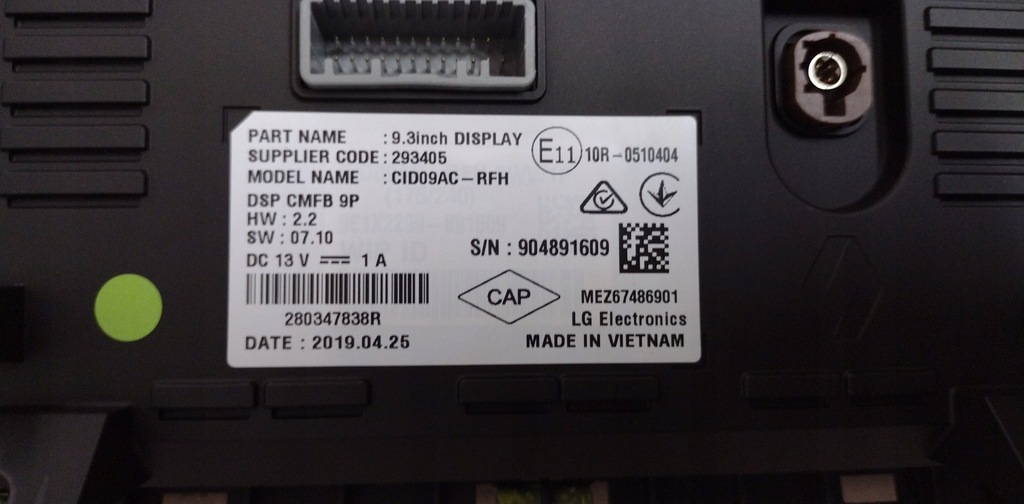 PART NAME : 9.3inch DISPLAY
SUPPLIER CODE : 293405
MODEL NAME : CID09AC-RFH
E11 10R-0510404
DSP CMFB 9P
HW : 2.2
SW : 07.10
DC 13 V ⎓ 1 A
S/N : 904891609
CAP
280347838R
MEZ67486901
LG Electronics
DATE : 2019.04.25
MADE IN VIETNAM